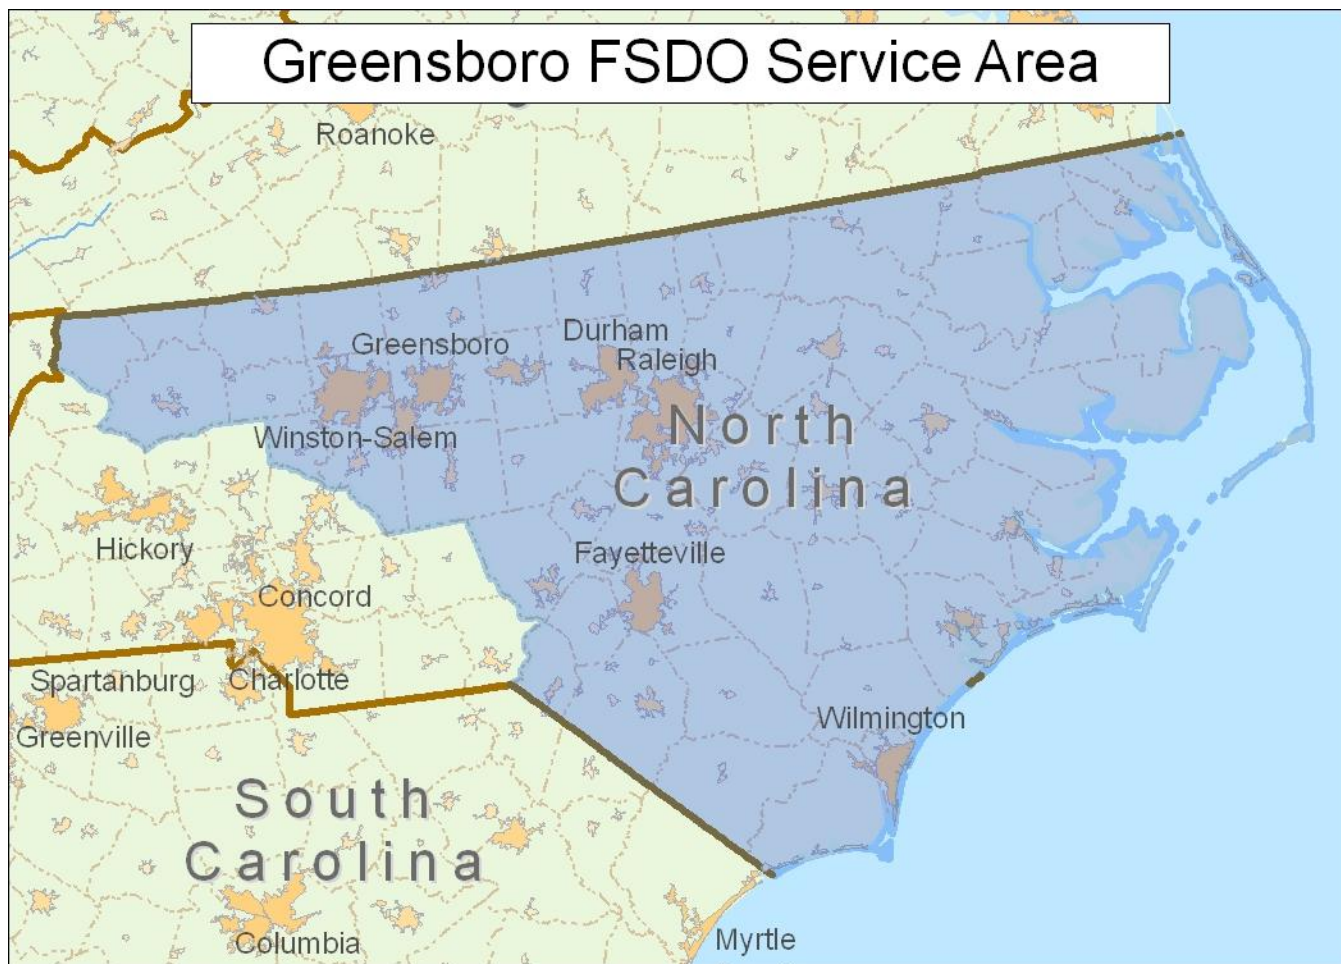 Greensboro FSDO Service Area
Roanoke
Greensboro
Durham
Raleigh
Winston-Salem
North
Carolina
Hickory
Fayetteville
Concord
Spartanburg
Charlotte
Greenville
Wilmington
South
Carolina
Columbia
Myrtle